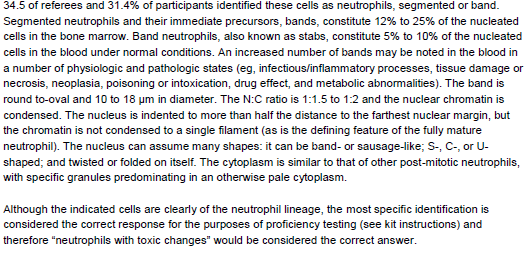 34.5 of referees and 31.4% of participants identified these cells as neutrophils, segmented or band.
Segmented neutrophils and their immediate precursors, bands, constitute 12% to 25% of the nucleated
cells in the bone marrow. Band neutrophils, also known as stabs, constitute 5% to 10% of the nucleated
cells in the blood under normal conditions. An increased number of bands may be noted in the blood in
a number of physiologic and pathologic states (eg, infectious/inflammatory processes, tissue damage or
necrosis, neoplasia, poisoning or intoxication, drug effect, and metabolic abnormalities). The band is
round to-oval and 10 to 18 µm in diameter. The N:C ratio is 1:1.5 to 1:2 and the nuclear chromatin is
condensed. The nucleus is indented to more than half the distance to the farthest nuclear margin, but
the chromatin is not condensed to a single filament (as is the defining feature of the fully mature
neutrophil). The nucleus can assume many shapes: it can be band- or sausage-like; S-, C-, or U-
shaped; and twisted or folded on itself. The cytoplasm is similar to that of other post-mitotic neutrophils,
with specific granules predominating in an otherwise pale cytoplasm.
Although the indicated cells are clearly of the neutrophil lineage, the most specific identification is
considered the correct response for the purposes of proficiency testing (see kit instructions) and
therefore “neutrophils with toxic changes” would be considered the correct answer.